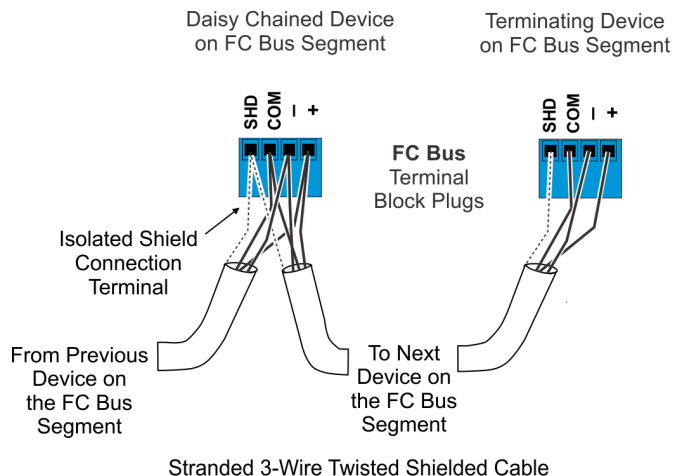 Daisy Chained Device
on FC Bus Segment
Terminating Device
on FC Bus Segment
SHD
COM
–
+
SHD
COM
–
+
FC Bus
Terminal
Block Plugs
Isolated Shield
Connection
Terminal
From Previous
Device on
the FC Bus
Segment
To Next
Device on
the FC Bus
Segment
Stranded 3-Wire Twisted Shielded Cable